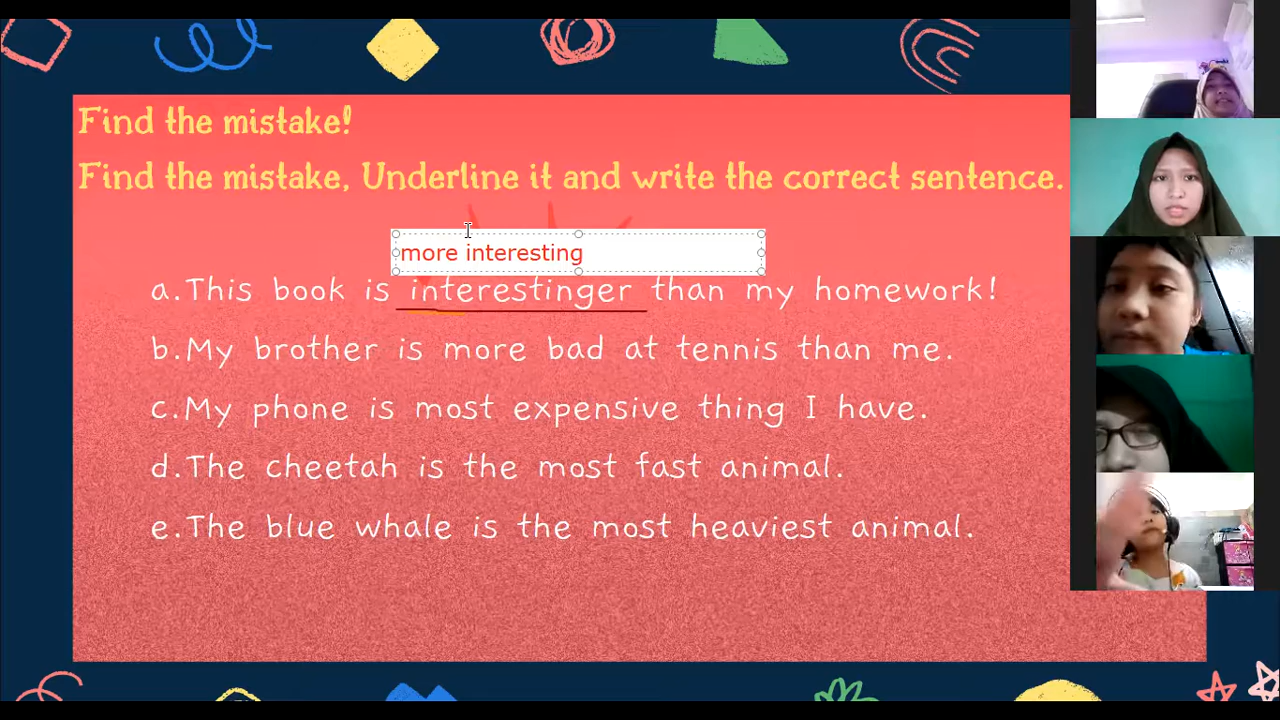 Find the mistake!
Find the mistake, Underline it and write the correct sentence.
more interesting
a.This book is interestinger than my homework!
b.My brother is more bad at tennis than me.
c.My phone is most expensive thing I have.
d.The cheetah is the most fast animal.
e.The blue whale is the most heaviest animal.